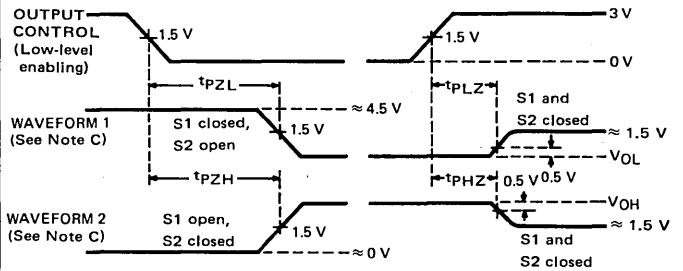 OUTPUT
CONTROL
(Low-level
enabling)
1.5 V
1.5 V
3 V
0 V
tPZL
tPLZ
WAVEFORM 1
(See Note C)
S1 closed,
S2 open
≈ 4.5 V
1.5 V
S1 and
S2 closed
≈ 1.5 V
VOL
0.5 V
tPZH
tPHZ
0.5 V
WAVEFORM 2
(See Note C)
S1 open,
S2 closed
1.5 V
≈ 0 V
VOH
≈ 1.5 V
S1 and
S2 closed